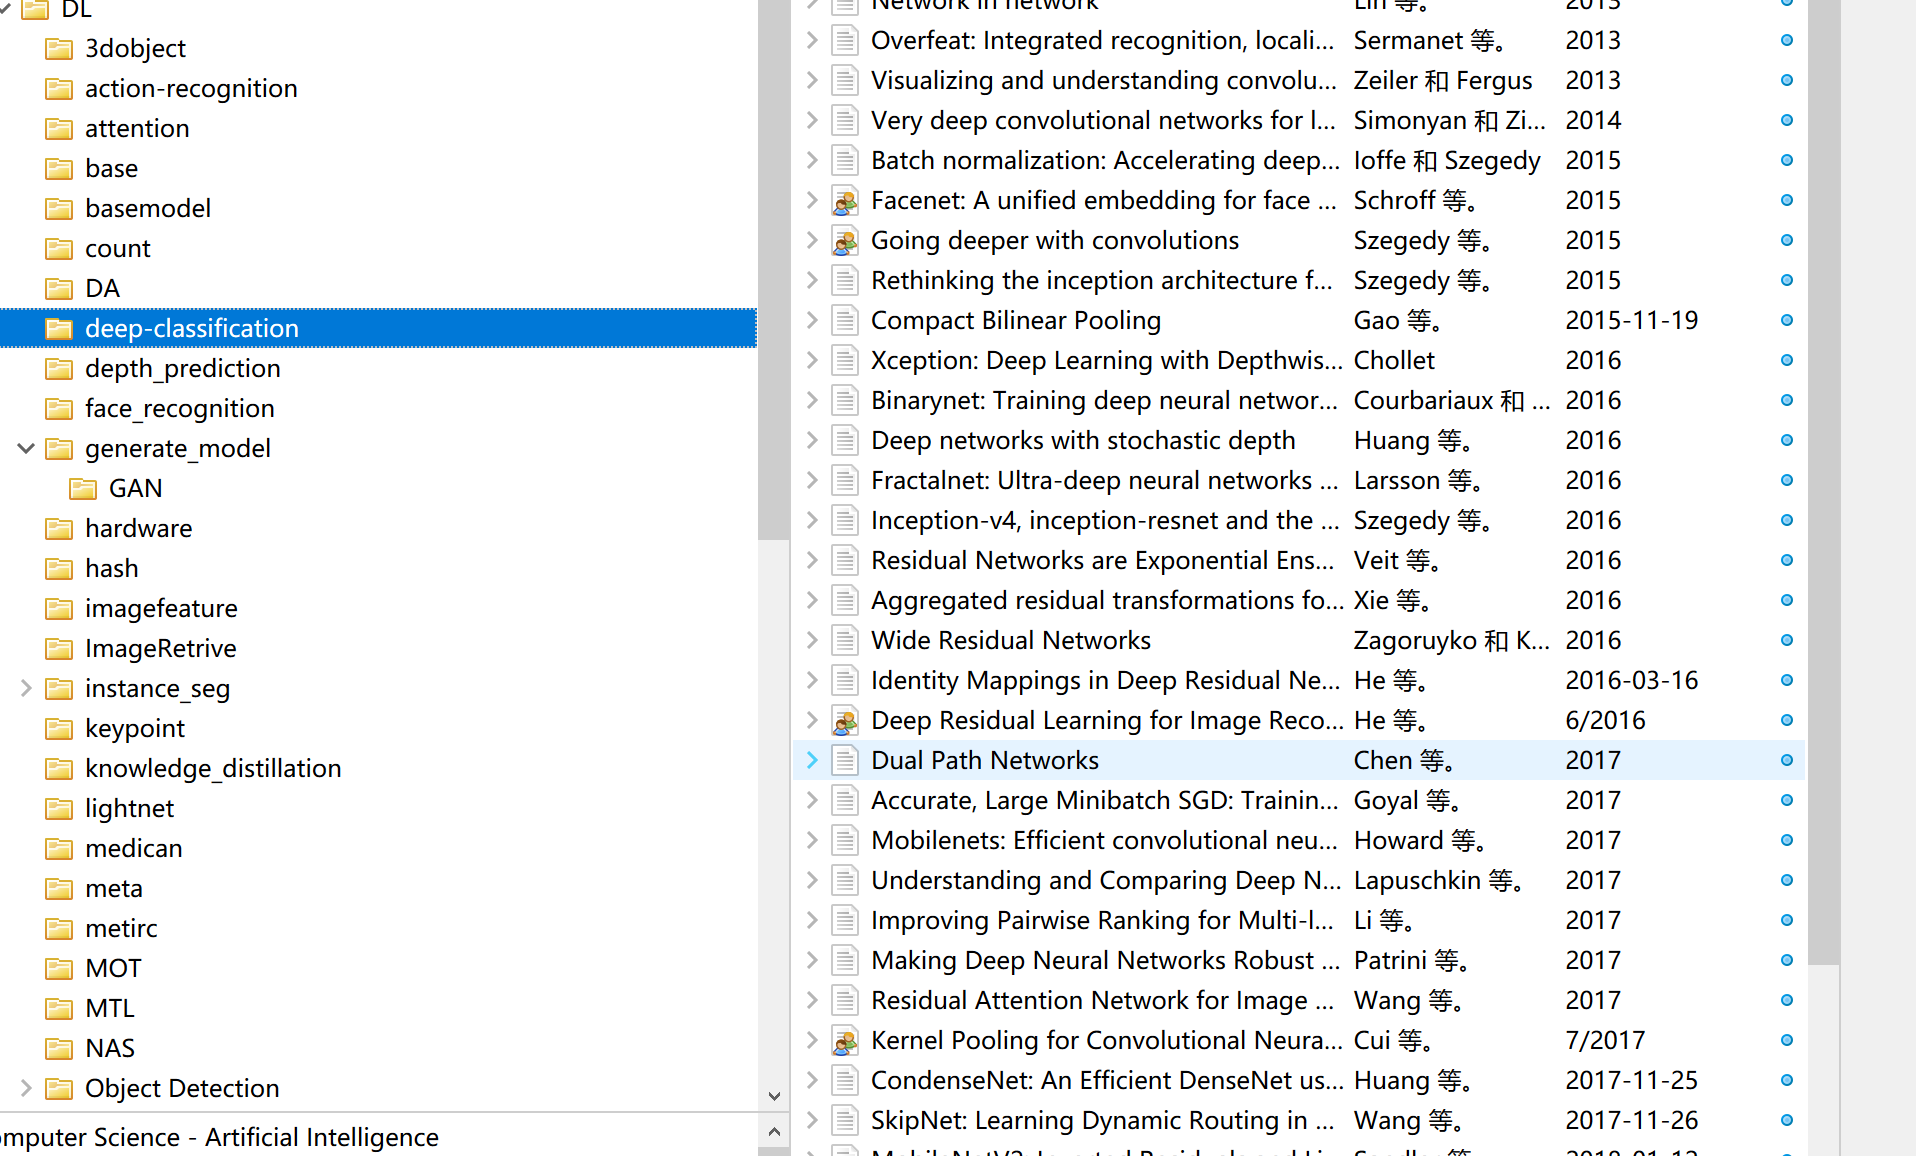 DL
3dobject
action-recognition
attention
base
basemodel
count
DA
deep-classification
depth_prediction
face_recognition
generate_model
GAN
hardware
hash
imagefeature
ImageRetrive
instance_seg
keypoint
knowledge_distillation
lightnet
medican
meta
metirc
MOT
MTL
NAS
Object Detection
omputer Science - Artificial Intelligence
Network in network Lin 等。 2013
Overfeat: Integrated recognition, locali... Sermanet 等。 2013
Visualizing and understanding convolu... Zeiler 和 Fergus 2013
Very deep convolutional networks for l... Simonyan 和 Zi... 2014
Batch normalization: Accelerating deep... Ioffe 和 Szegedy 2015
Facenet: A unified embedding for face ... Schroff 等。 2015
Going deeper with convolutions Szegedy 等。 2015
Rethinking the inception architecture f... Szegedy 等。 2015
Compact Bilinear Pooling Gao 等。 2015-11-19
Xception: Deep Learning with Depthwis... Chollet 2016
Binarynet: Training deep neural networ... Courbariaux 和 ... 2016
Deep networks with stochastic depth Huang 等。 2016
Fractalnet: Ultra-deep neural networks ... Larsson 等。 2016
Inception-v4, inception-resnet and the ... Szegedy 等。 2016
Residual Networks are Exponential Ens... Veit 等。 2016
Aggregated residual transformations fo... Xie 等。 2016
Wide Residual Networks Zagoruyko 和 K... 2016
Identity Mappings in Deep Residual Ne... He 等。 2016-03-16
Deep Residual Learning for Image Reco... He 等。 6/2016
Dual Path Networks Chen 等。 2017
Accurate, Large Minibatch SGD: Trainin... Goyal 等。 2017
Mobilenets: Efficient convolutional neu... Howard 等。 2017
Understanding and Comparing Deep N... Lapuschkin 等。 2017
Improving Pairwise Ranking for Multi-l... Li 等。 2017
Making Deep Neural Networks Robust ... Patrini 等。 2017
Residual Attention Network for Image ... Wang 等。 2017
Kernel Pooling for Convolutional Neura... Cui 等。 7/2017
CondenseNet: An Efficient DenseNet us... Huang 等。 2017-11-25
SkipNet: Learning Dynamic Routing in ... Wang 等。 2017-11-26
MobileNetV2: Inverted Residuals and Li... Sandler 等。 2018-01-12